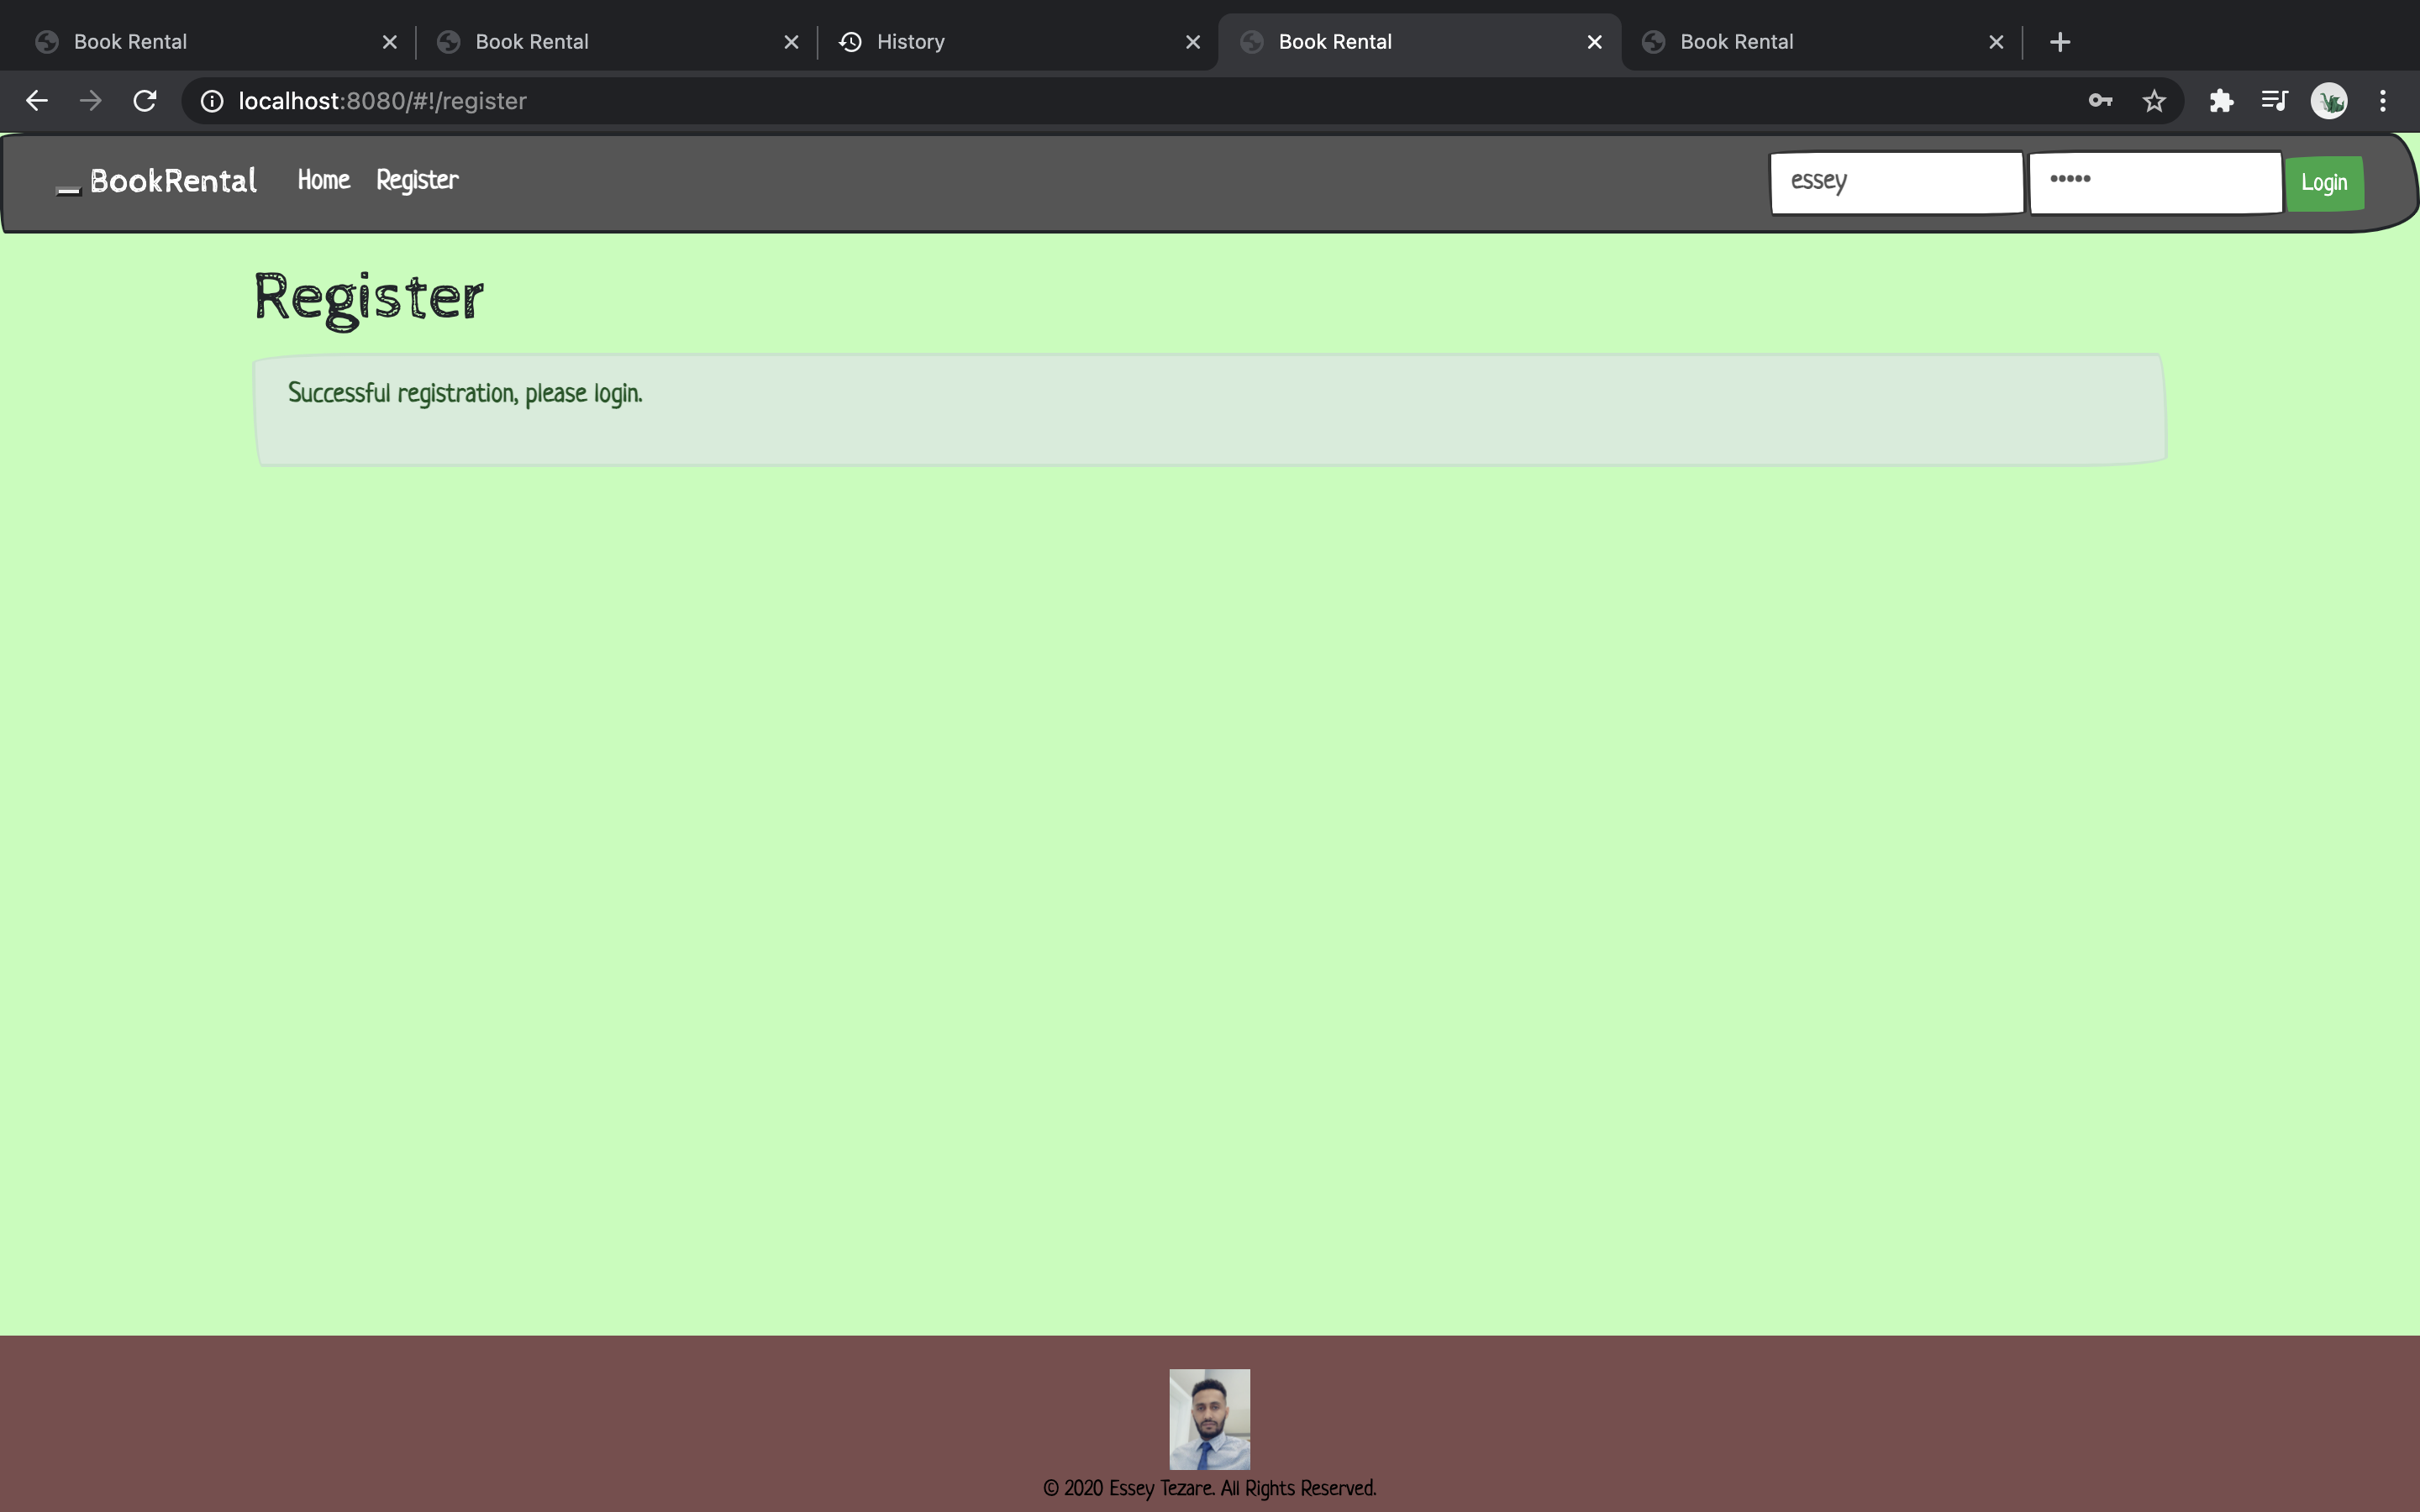 Book Rental
Book Rental
History
Book Rental
Book Rental
localhost:8080/#!/register
BookRental
Home
Register
essey
•••••
Login
Register
Successful registration, please login.
© 2020 Essey Tezare. All Rights Reserved.